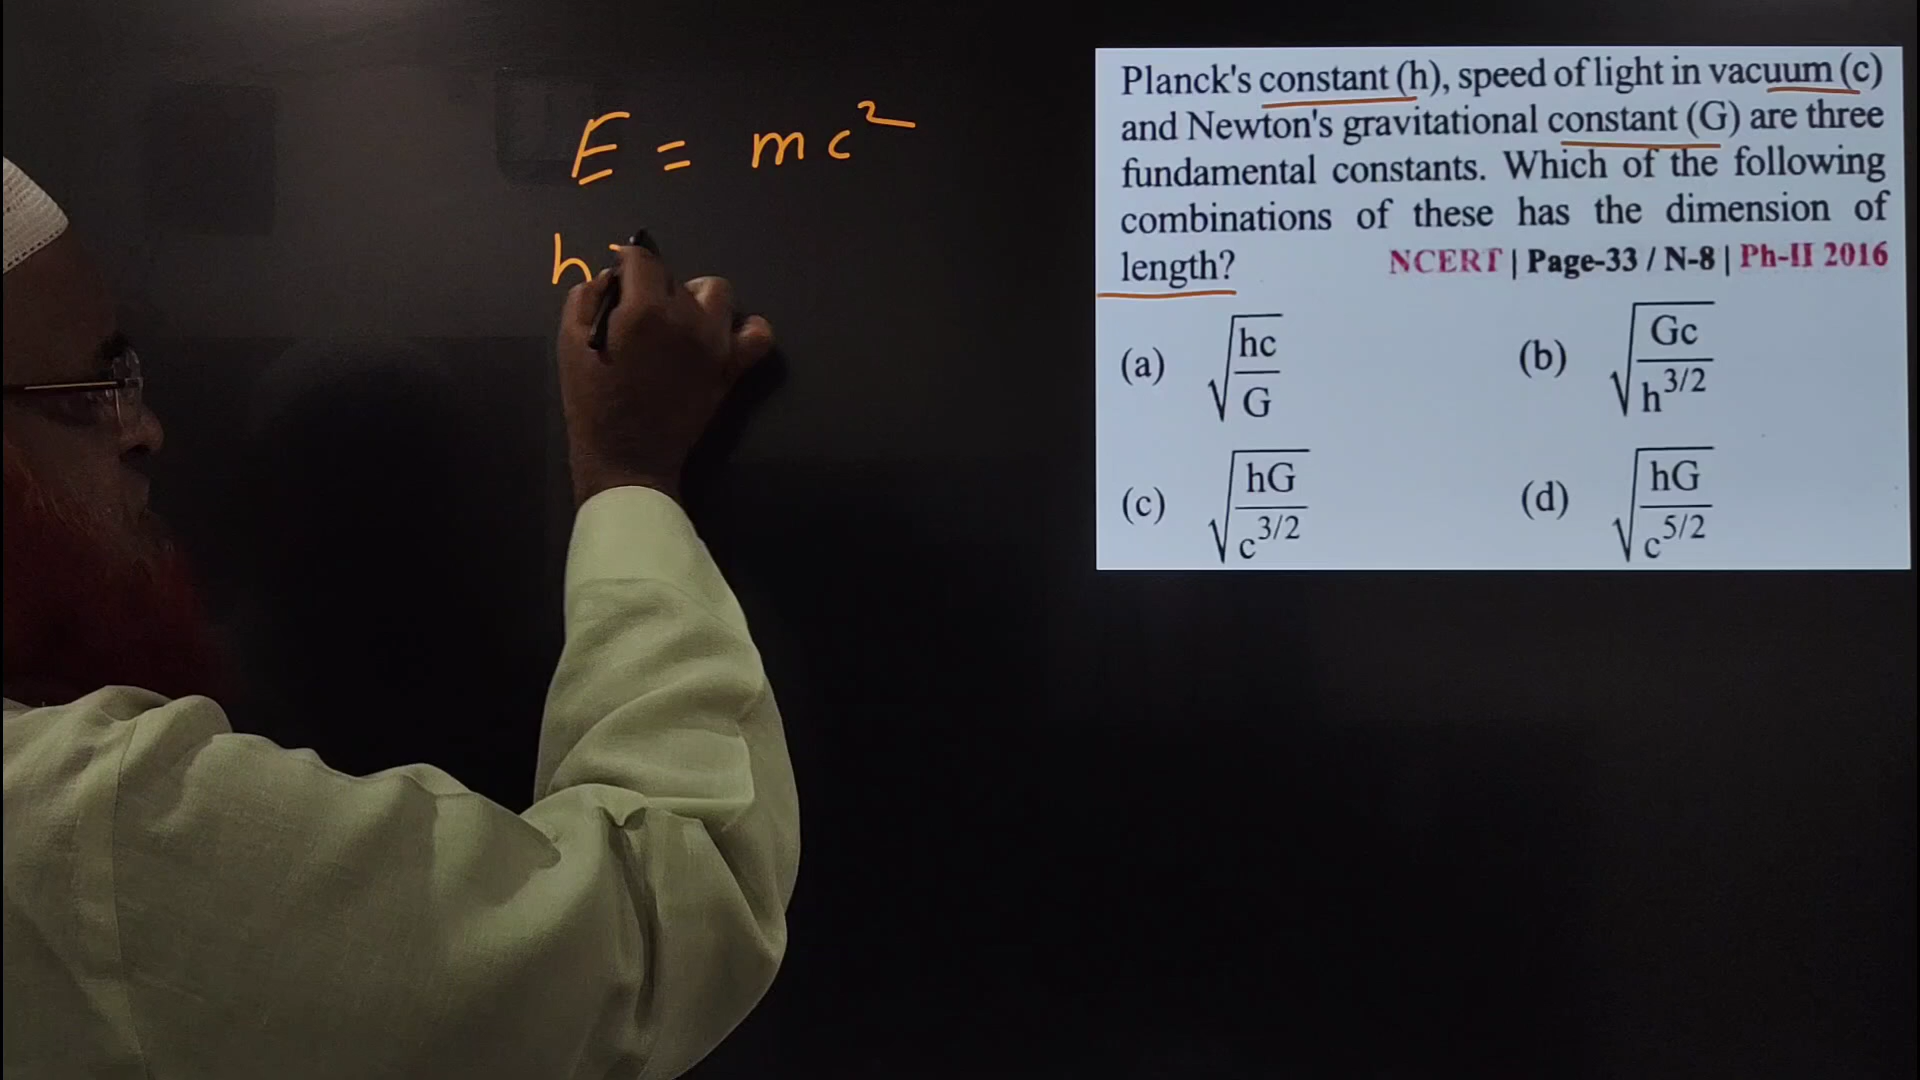 E = mc²
h
Planck's constant (h), speed of light in vacuum (c)
and Newton's gravitational constant (G) are three
fundamental constants. Which of the following
combinations of these has the dimension of
length? NCERT | Page-33 / N-8 | Ph-II 2016
(a) √(hc/G) (b) √(Gc/h^3/2)
(c) √(hG/c^3/2) (d) √(hG/c^5/2)